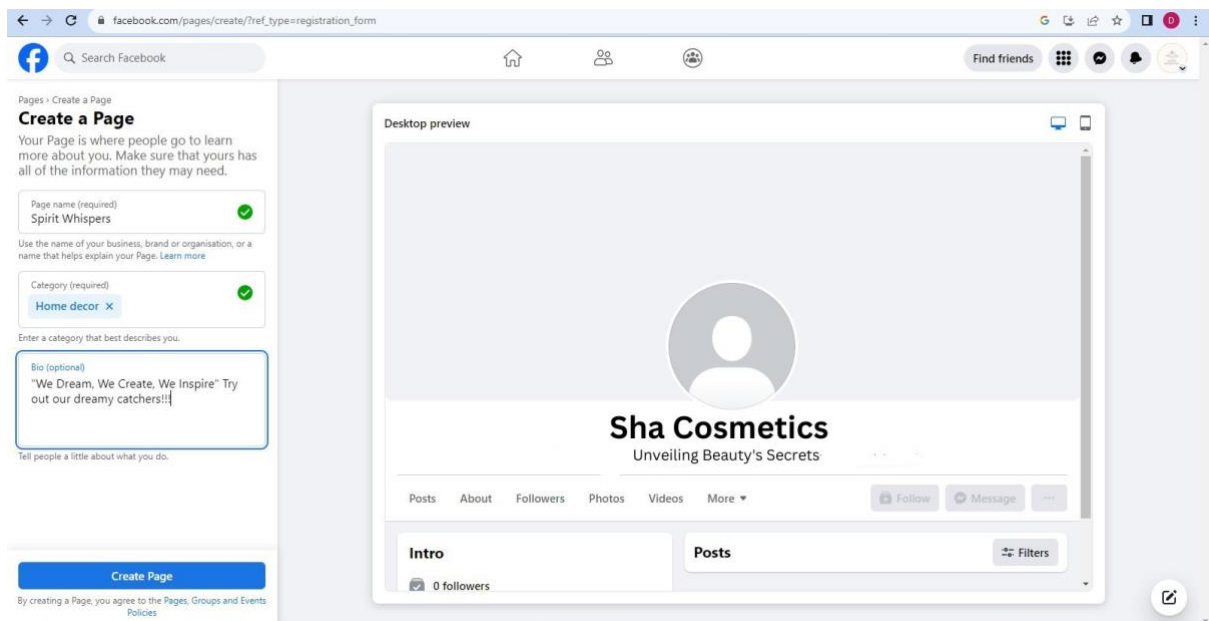 facebook.com/pages/create/?ref_type=registration_form
G
D
Search Facebook
Find friends
Pages › Create a Page
Create a Page
Your Page is where people go to learn
more about you. Make sure that yours has
all of the information they may need.
Page name (required)
Spirit Whispers
Use the name of your business, brand or organisation, or a
name that helps explain your Page. Learn more
Category (required)
Home decor ×
Enter a category that best describes you.
Bio (optional)
"We Dream, We Create, We Inspire" Try
out our dreamy catchers!!!
Tell people a little about what you do.
Create Page
By creating a Page, you agree to the Pages, Groups and Events
Policies
Desktop preview
Sha Cosmetics
Unveiling Beauty's Secrets
Posts About Followers Photos Videos More
Follow Message ...
Intro
0 followers
Posts
Filters